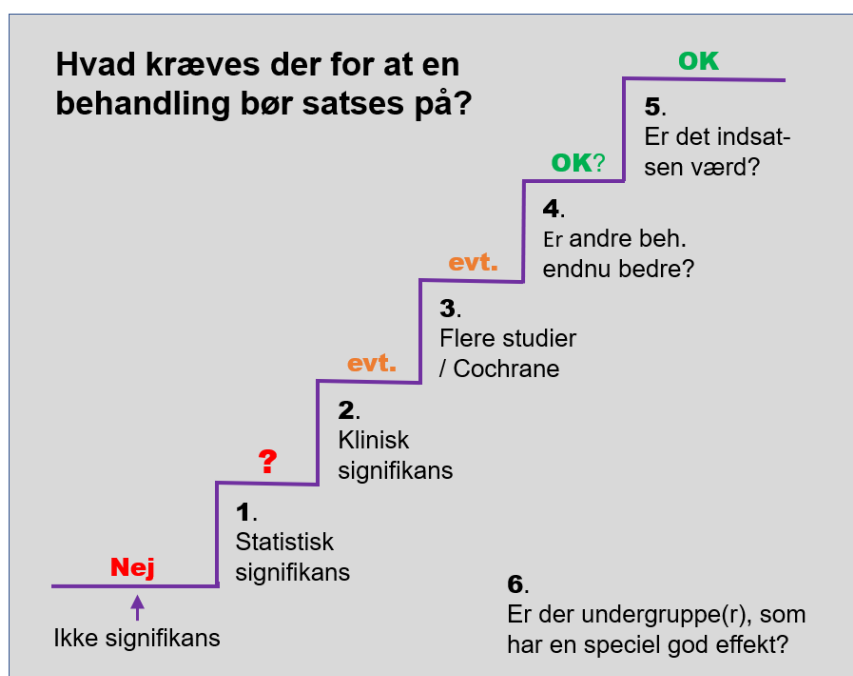 Hvad kræves der for at en
behandling bør satses på?
OK
5.
Er det indsat-
sen værd?
OK?
4.
Er andre beh.
endnu bedre?
evt.
3.
Flere studier
/ Cochrane
evt.
2.
Klinisk
signifikans
?
1.
Statistisk
signifikans
Nej
Ikke signifikans
6.
Er der undergruppe(r), som
har en speciel god effekt?